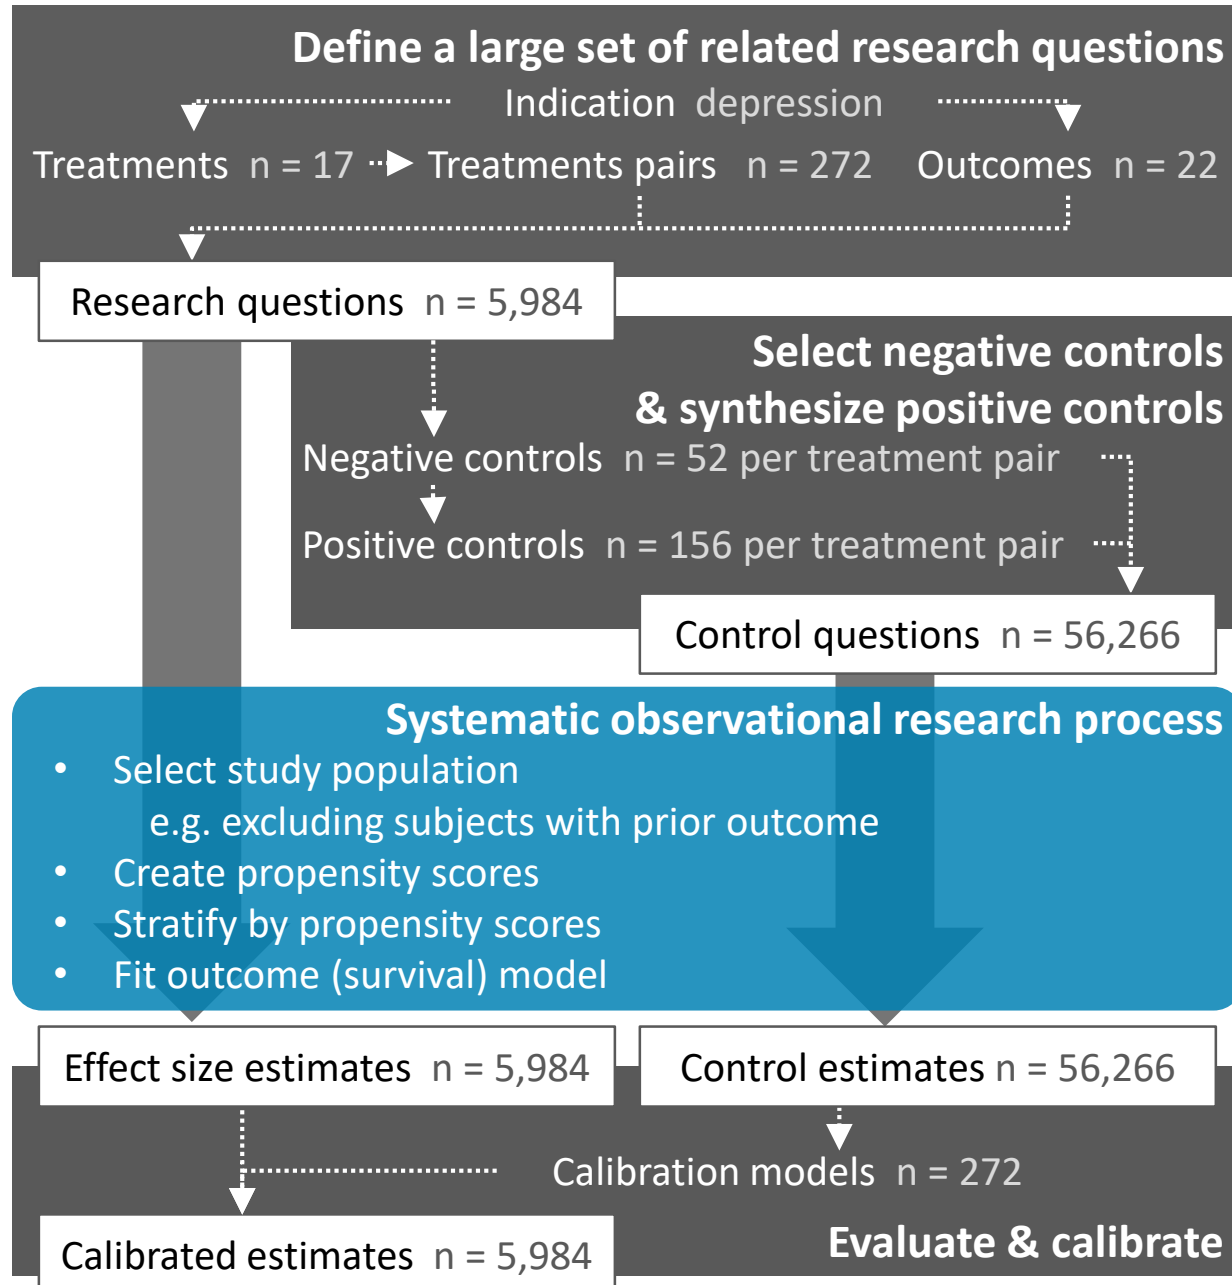 Define a large set of related research questions
Indication depression
Treatments n = 17 Treatments pairs n = 272 Outcomes n = 22
Research questions n = 5,984
Select negative controls
& synthesize positive controls
Negative controls n = 52 per treatment pair
Positive controls n = 156 per treatment pair
Control questions n = 56,266
Systematic observational research process
• Select study population
e.g. excluding subjects with prior outcome
• Create propensity scores
• Stratify by propensity scores
• Fit outcome (survival) model
Effect size estimates n = 5,984
Control estimates n = 56,266
Calibration models n = 272
Calibrated estimates n = 5,984
Evaluate & calibrate